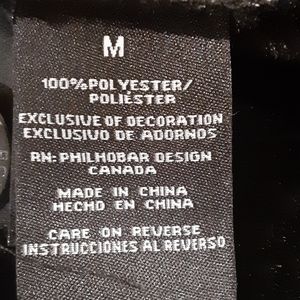 M
100%POLYESTER/
POLIÉSTER
EXCLUSIVE OF DECORATION
EXCLUSIVO DE ADORNOS
RN: PHILHOBAR DESIGN
CANADA
MADE IN CHINA
HECHO EN CHINA
CARE ON REVERSE
INSTRUCCIONES AL REVERSO